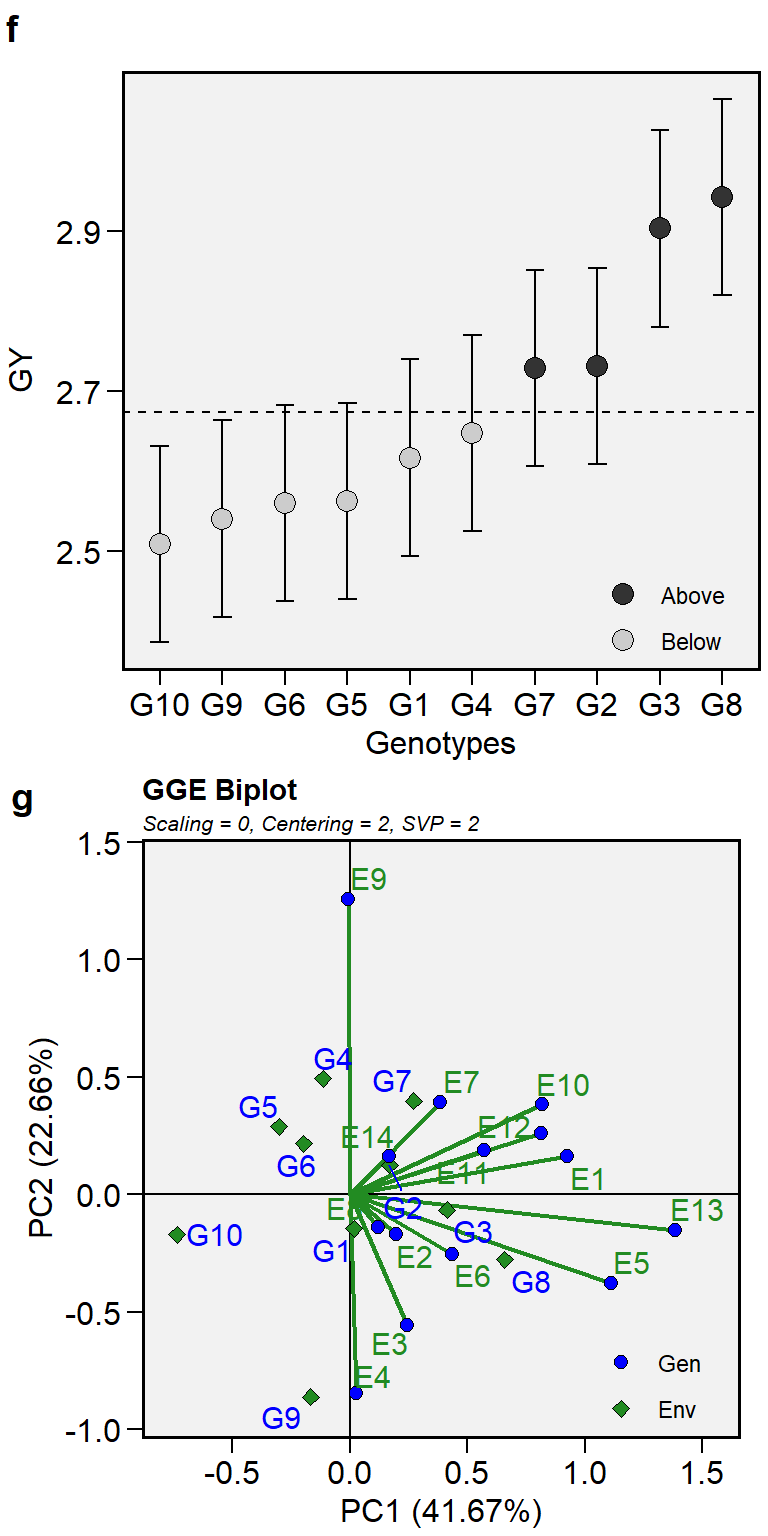 f
2.9
2.7
2.5
GY
Above
Below
G10 G9 G6 G5 G1 G4 G7 G2 G3 G8
Genotypes
g
GGE Biplot
Scaling = 0, Centering = 2, SVP = 2
1.5
1.0
0.5
0.0
-0.5
-1.0
PC2 (22.66%)
E9
G4
G7
E7
E10
G5
E14
E12
G6
E11
E1
E
G2
E13
G10
G1
E2
G3
E6
G8
E5
E3
E4
G9
Gen
Env
-0.5 0.0 0.5 1.0 1.5
PC1 (41.67%)